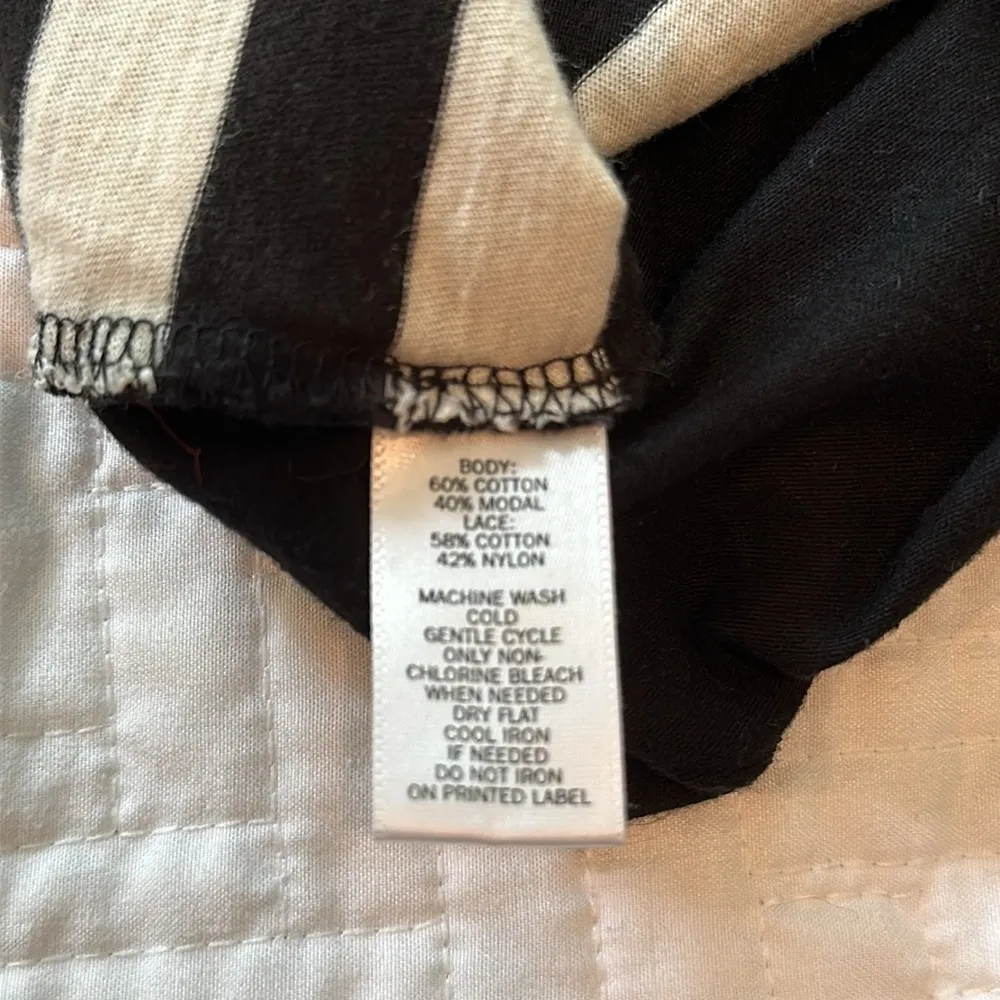 BODY:
60% COTTON
40% MODAL
LACE:
58% COTTON
42% NYLON
MACHINE WASH
COLD
GENTLE CYCLE
ONLY NON-
CHLORINE BLEACH
WHEN NEEDED
DRY FLAT
COOL IRON
IF NEEDED
DO NOT IRON
ON PRINTED LABEL